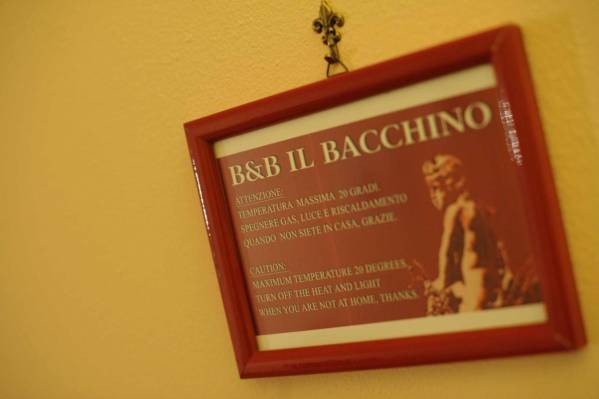 B&B IL BACCHINO
ATTENZIONE:
TEMPERATURA MASSIMA 20 GRADI.
SPEGNERE GAS, LUCE E RISCALDAMENTO
QUANDO NON SIETE IN CASA, GRAZIE.
CAUTION:
MAXIMUM TEMPERATURE 20 DEGREES,
TURN OFF THE HEAT AND LIGHT
WHEN YOU ARE NOT AT HOME, THANKS.